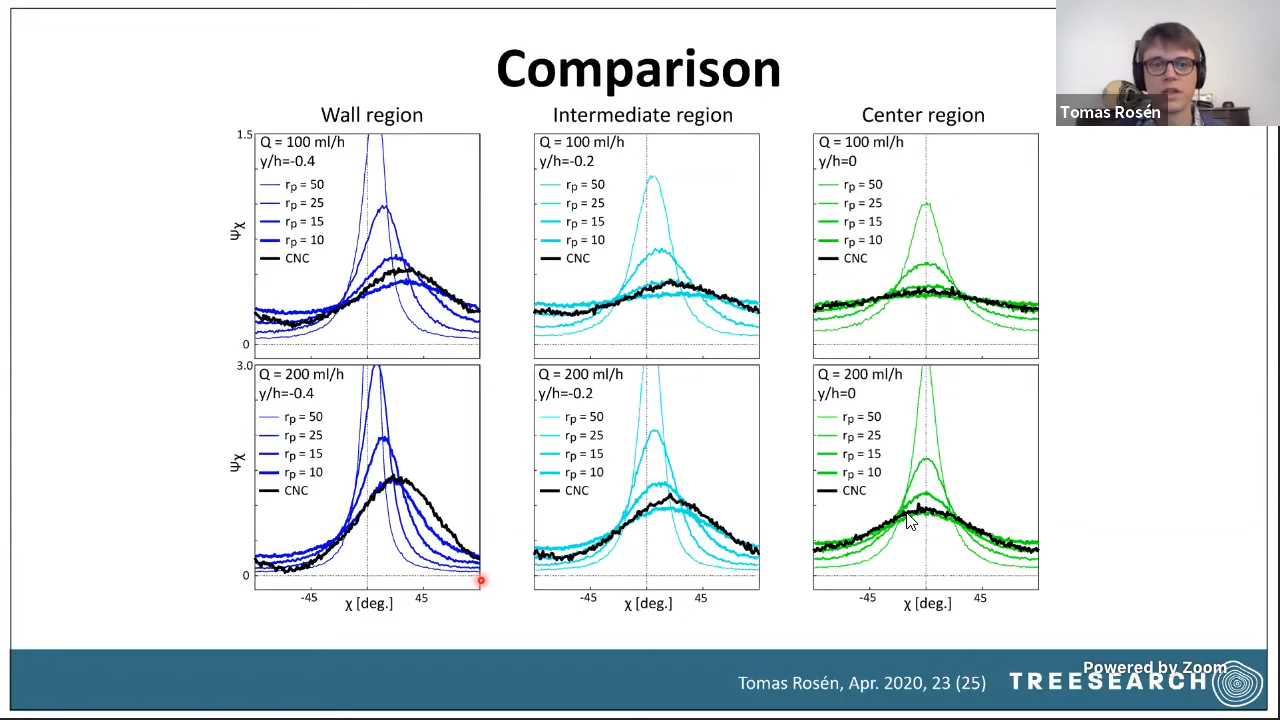 Comparison
Tomas Rosén
Wall region
Intermediate region
Center region
1.5
Ψχ
0
Q = 100 ml/h
y/h=-0.4
rp = 50
rp = 25
rp = 15
rp = 10
CNC
Q = 100 ml/h
y/h=-0.2
rp = 50
rp = 25
rp = 15
rp = 10
CNC
Q = 100 ml/h
y/h=0
rp = 50
rp = 25
rp = 15
rp = 10
CNC
3.0
Ψχ
0
Q = 200 ml/h
y/h=-0.4
rp = 50
rp = 25
rp = 15
rp = 10
CNC
-45
45
χ [deg.]
Q = 200 ml/h
y/h=-0.2
rp = 50
rp = 25
rp = 15
rp = 10
CNC
-45
45
χ [deg.]
Q = 200 ml/h
y/h=0
rp = 50
rp = 25
rp = 15
rp = 10
CNC
-45
45
χ [deg.]
Powered by Zoom
Tomas Rosén, Apr. 2020, 23 (25)
TREESEARCH